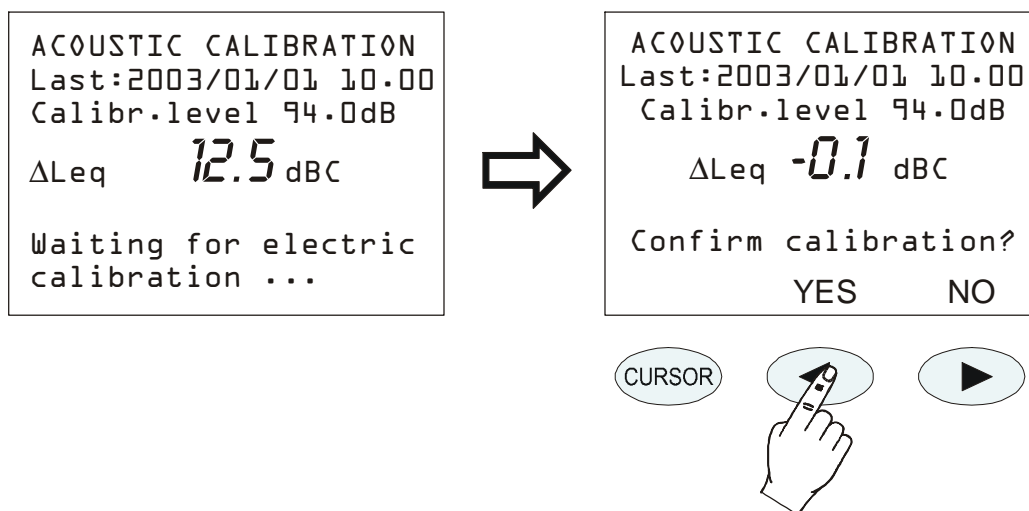 ACOUSTIC CALIBRATION
Last:2003/01/01 10.00
Calibr.level 94.0dB
ΔLeq 12.5 dBC
Waiting for electric
calibration ...
ACOUSTIC CALIBRATION
Last:2003/01/01 10.00
Calibr.level 94.0dB
ΔLeq -0.1 dBC
Confirm calibration?
YES NO
CURSOR